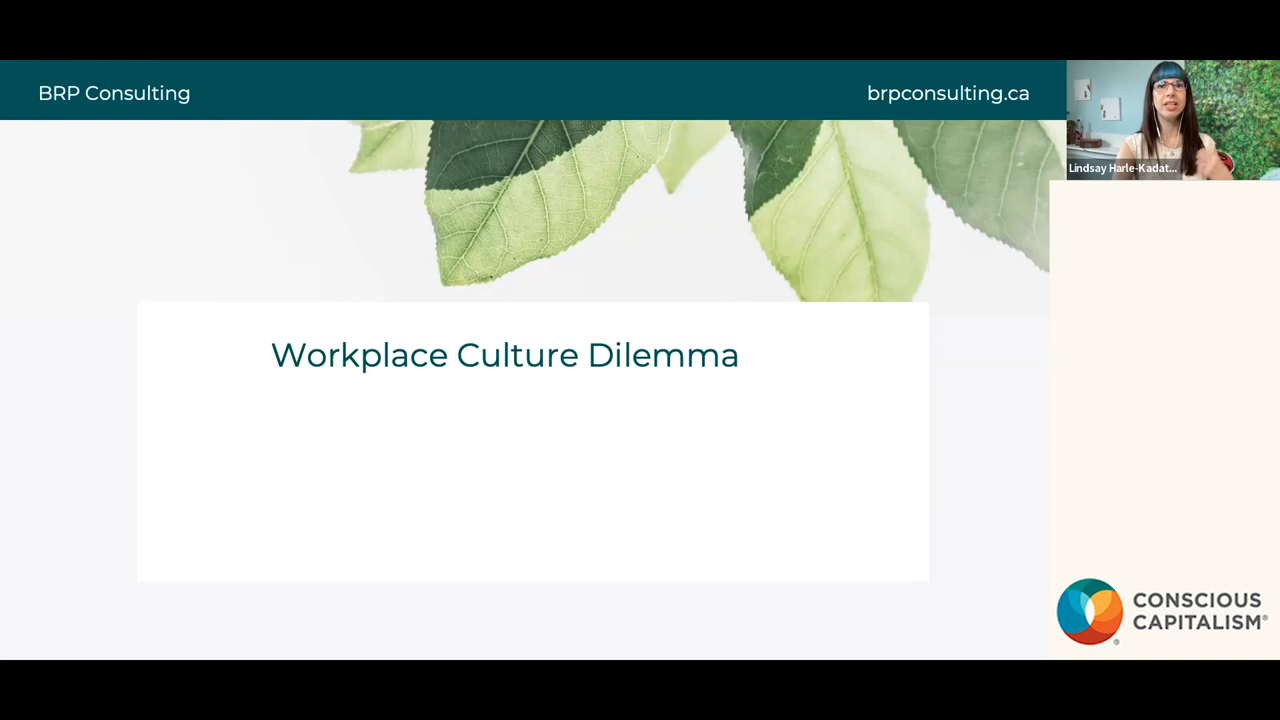 BRP Consulting
brpconsulting.ca
Lindsay Harle-Kadat...
Workplace Culture Dilemma
CONSCIOUS
CAPITALISM®
®